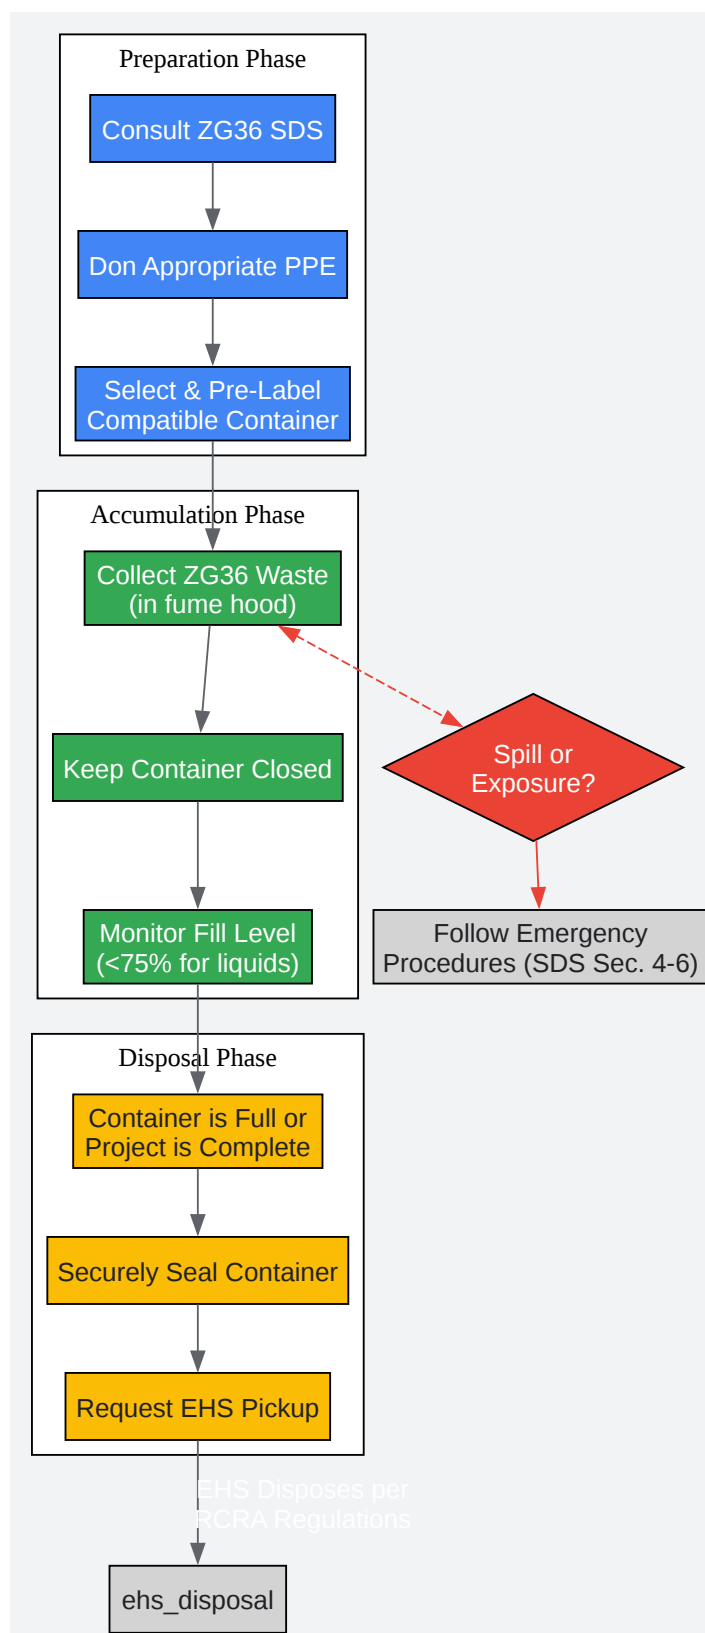 Preparation Phase
Consult ZG36 SDS
Don Appropriate PPE
Select & Pre-Label
Compatible Container
Accumulation Phase
Collect ZG36 Waste
(in fume hood)
Spill or
Exposure?
Keep Container Closed
Monitor Fill Level
(<75% for liquids)
Follow Emergency
Procedures (SDS Sec. 4-6)
Disposal Phase
Container is Full or
Project is Complete
Securely Seal Container
Request EHS Pickup
EHS Disposes per
RCRA Regulations
ehs_disposal